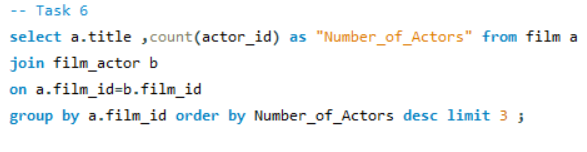 -- Task 6
select a.title ,count(actor_id) as "Number_of_Actors" from film a
join film_actor b
on a.film_id=b.film_id
group by a.film_id order by Number_of_Actors desc limit 3 ;